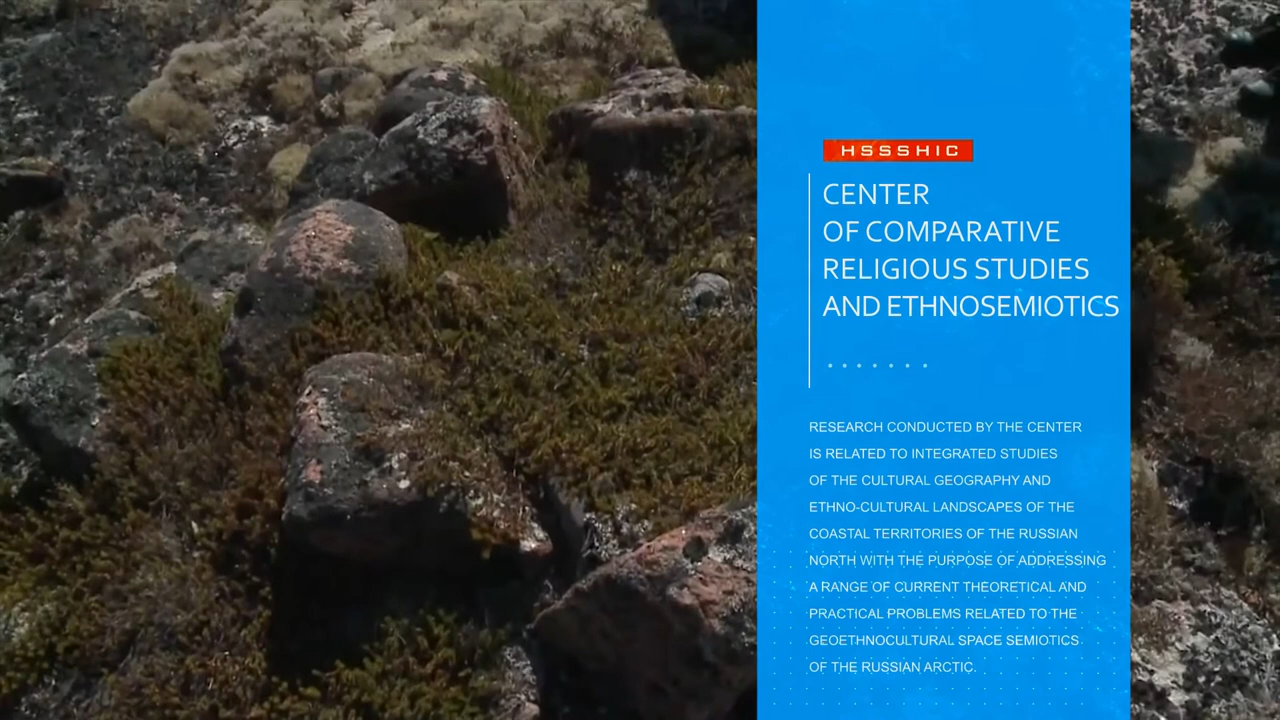 HSSSHIC
CENTER
OF COMPARATIVE
RELIGIOUS STUDIES
AND ETHNOSEMIOTICS
RESEARCH CONDUCTED BY THE CENTER
IS RELATED TO INTEGRATED STUDIES
OF THE CULTURAL GEOGRAPHY AND
ETHNO-CULTURAL LANDSCAPES OF THE
COASTAL TERRITORIES OF THE RUSSIAN
NORTH WITH THE PURPOSE OF ADDRESSING
A RANGE OF CURRENT THEORETICAL AND
PRACTICAL PROBLEMS RELATED TO THE
GEOETHNOCULTURAL SPACE SEMIOTICS
OF THE RUSSIAN ARCTIC.